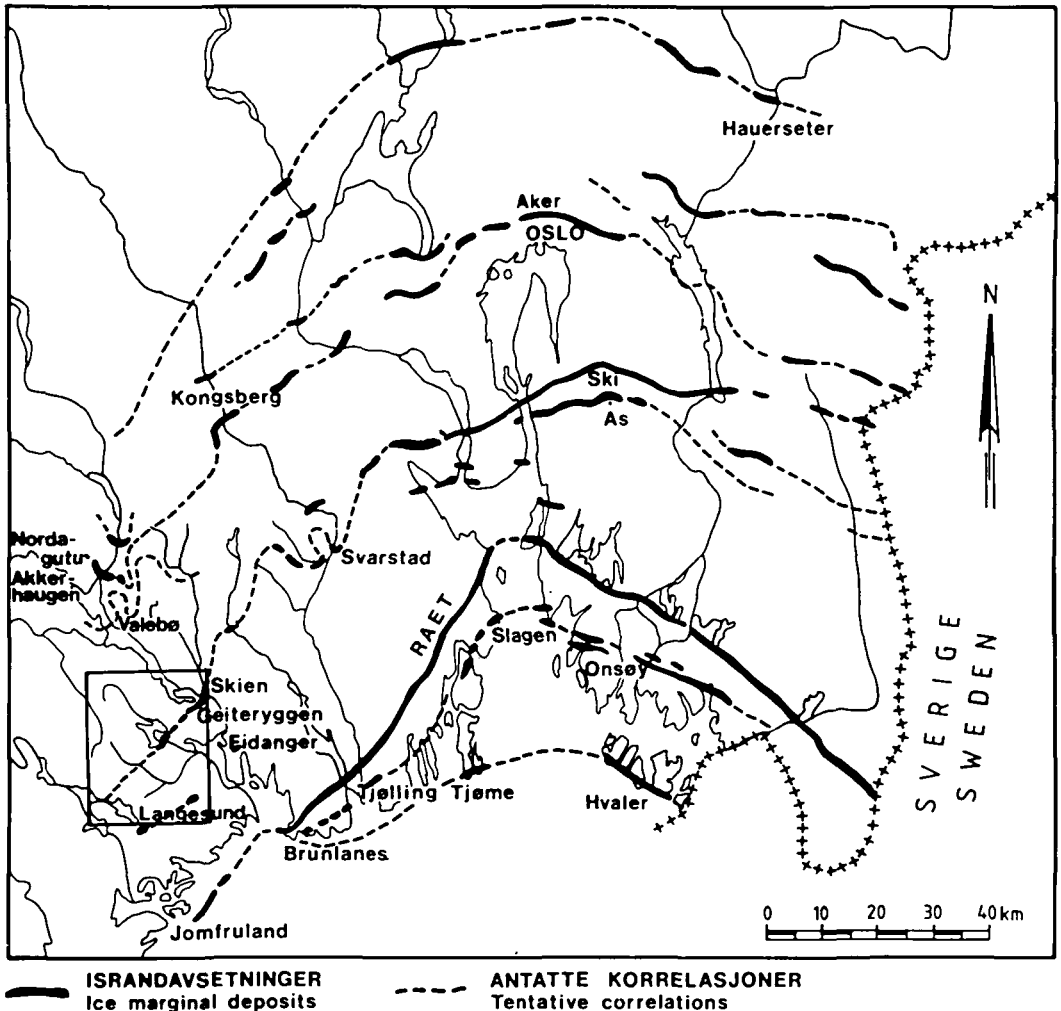 Hauerseter
Aker
OSLO
N
Kongsberg
Ski
Ås
Norda-
gutu
Akker-
haugen
Svarstad
Valebø
RAET
Slagen
Onsøy
Skien
Geiteryggen
Eidanger
Tjølling
Tjøme
Hvaler
Langesund
Brunlanes
Jomfruland
SVERIGE
SWEDEN
0 10 20 30 40 km
ISRANDAVSETNINGER
Ice marginal deposits
ANTATTE KORRELASJONER
Tentative correlations